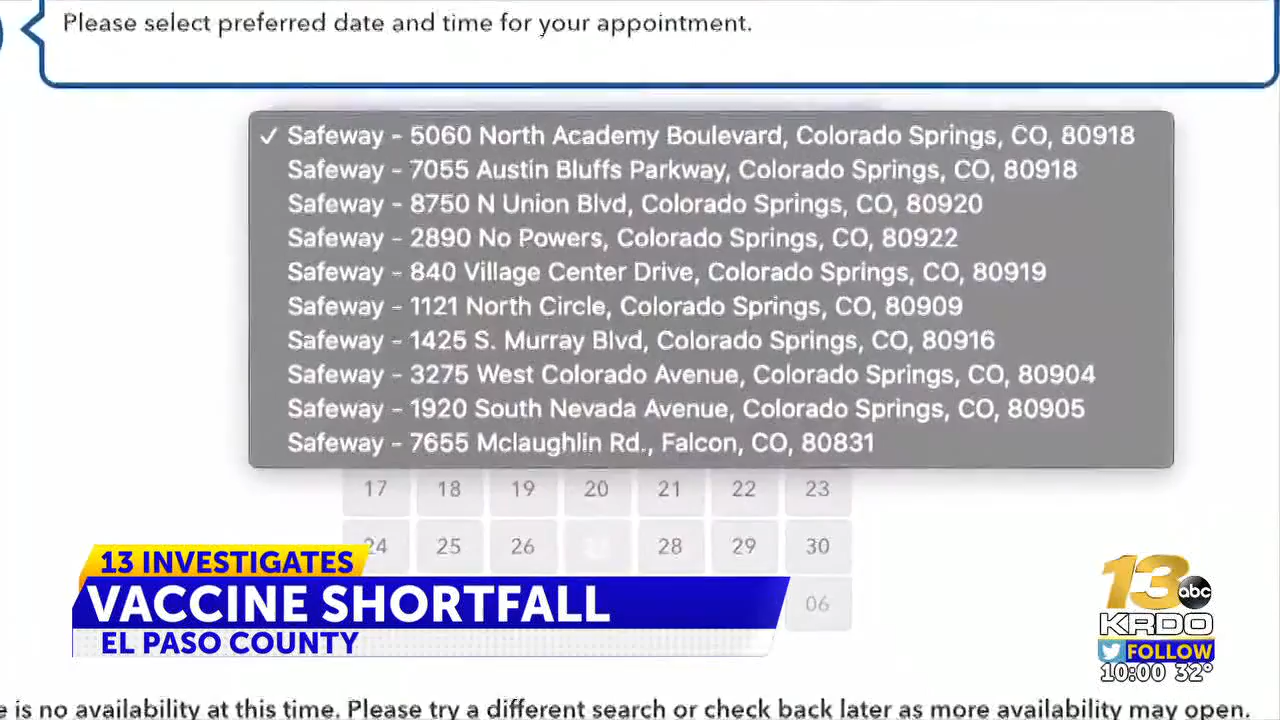 Please select preferred date and time for your appointment.
✓ Safeway - 5060 North Academy Boulevard, Colorado Springs, CO, 80918
Safeway - 7055 Austin Bluffs Parkway, Colorado Springs, CO, 80918
Safeway - 8750 N Union Blvd, Colorado Springs, CO, 80920
Safeway - 2890 No Powers, Colorado Springs, CO, 80922
Safeway - 840 Village Center Drive, Colorado Springs, CO, 80919
Safeway - 1121 North Circle, Colorado Springs, CO, 80909
Safeway - 1425 S. Murray Blvd, Colorado Springs, CO, 80916
Safeway - 3275 West Colorado Avenue, Colorado Springs, CO, 80904
Safeway - 1920 South Nevada Avenue, Colorado Springs, CO, 80905
Safeway - 7655 Mclaughlin Rd., Falcon, CO, 80831
17 18 19 20 21 22 23
24 25 26 28 29 30
06
13 INVESTIGATES
VACCINE SHORTFALL
EL PASO COUNTY
13 abc
KRDO
FOLLOW
10:00 32°
is no availability at this time. Please try a different search or check back later as more availability may open.